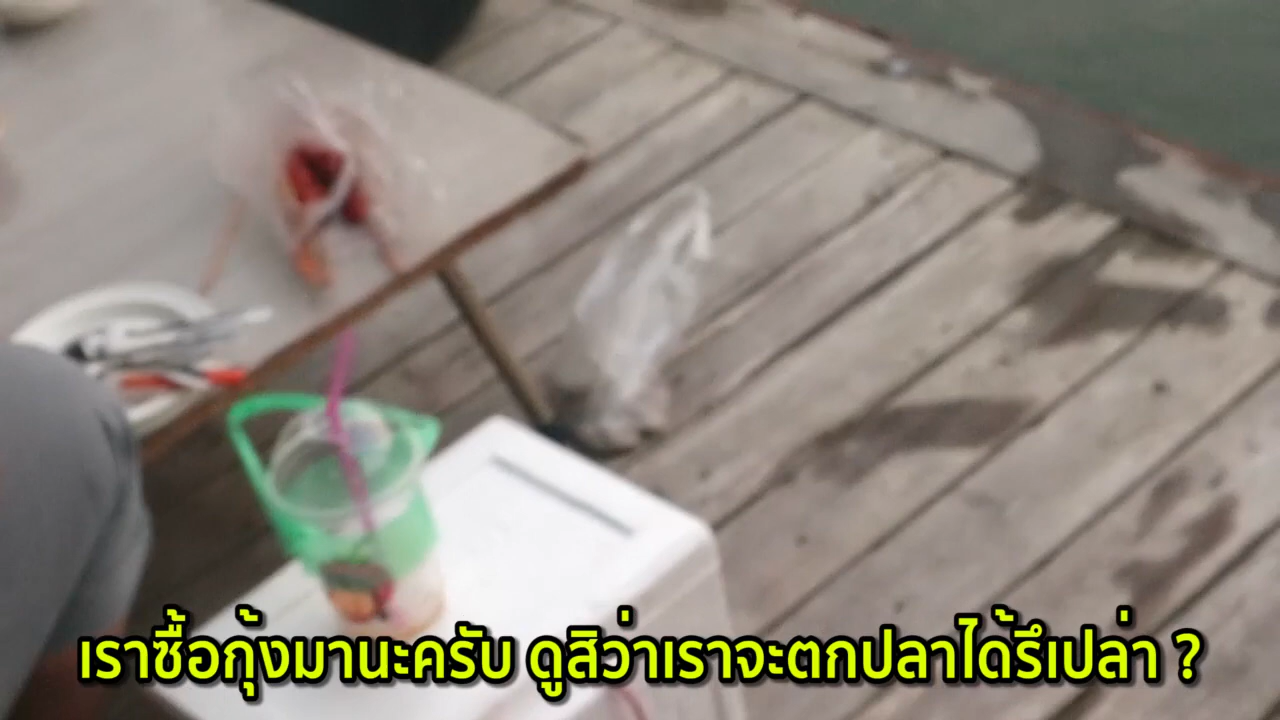 เราซื้อกุ้งมานะครับ ดูสิว่าเราจะตกปลาได้รึเปล่า ?